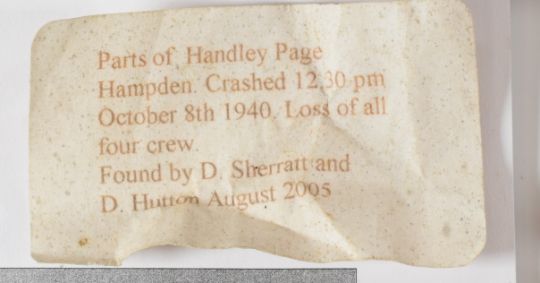 Parts of Handley Page
Hampden. Crashed 12.30 pm
October 8th 1940. Loss of all
four crew.
Found by D. Sherratt and
D. Hutton August 2005